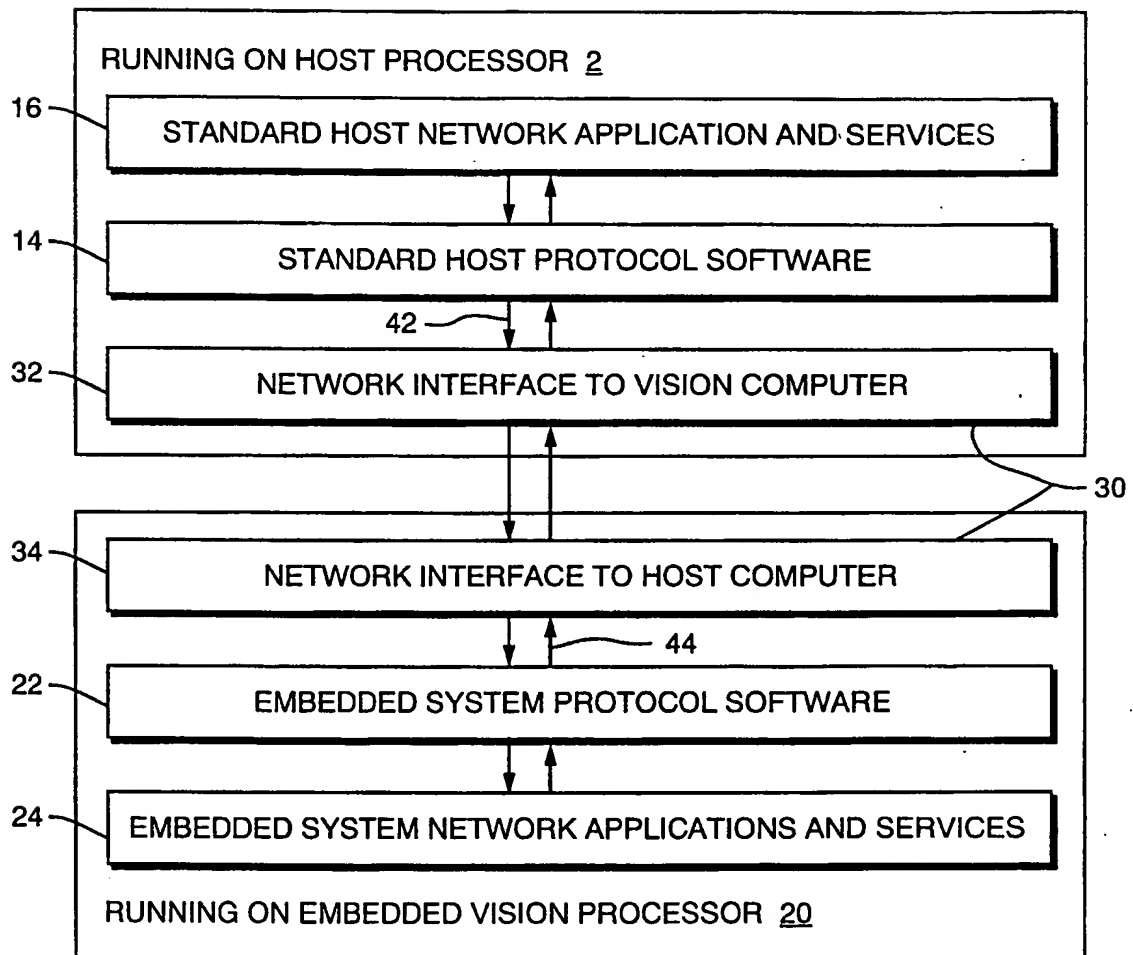 RUNNING ON HOST PROCESSOR 2
16
STANDARD HOST NETWORK APPLICATION AND SERVICES
14
STANDARD HOST PROTOCOL SOFTWARE
42
32
NETWORK INTERFACE TO VISION COMPUTER
30
34
NETWORK INTERFACE TO HOST COMPUTER
44
22
EMBEDDED SYSTEM PROTOCOL SOFTWARE
24
EMBEDDED SYSTEM NETWORK APPLICATIONS AND SERVICES
RUNNING ON EMBEDDED VISION PROCESSOR 20